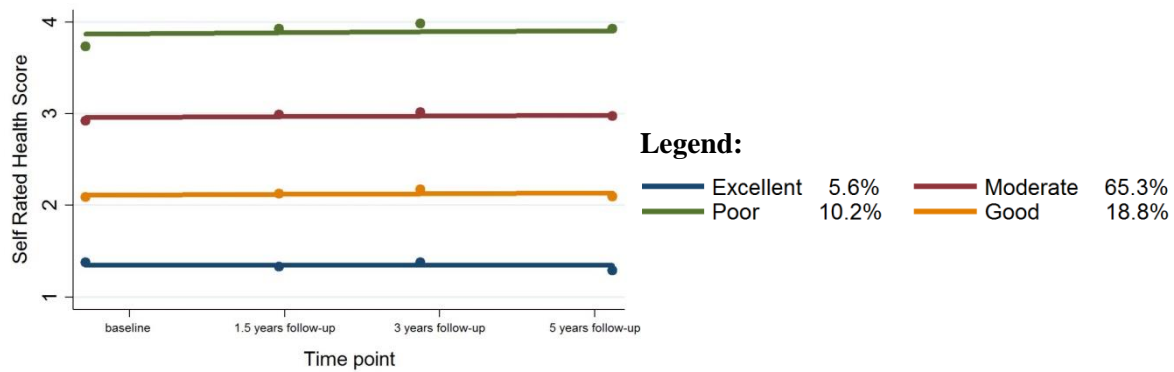 Self Rated Health Score
4
3
2
1
baseline
1.5 years follow-up
3 years follow-up
5 years follow-up
Time point
Legend:
Excellent 5.6% Moderate 65.3%
Poor 10.2% Good 18.8%